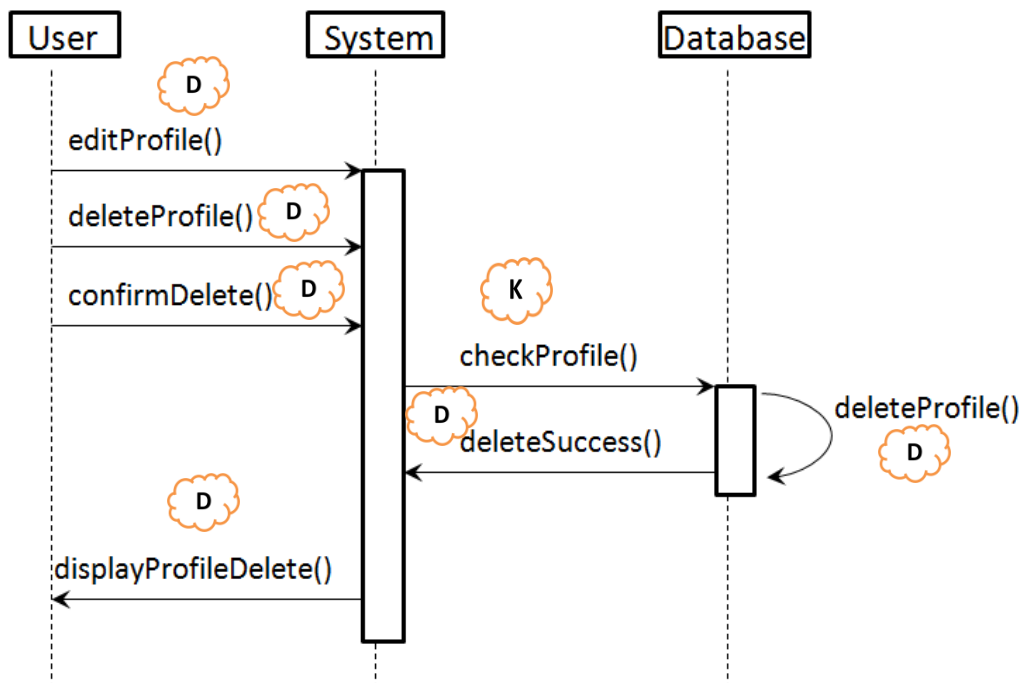 User
System
Database
D
editProfile()
deleteProfile()
D
confirmDelete()
D
K
checkProfile()
D
deleteSuccess()
deleteProfile()
D
D
displayProfileDelete()